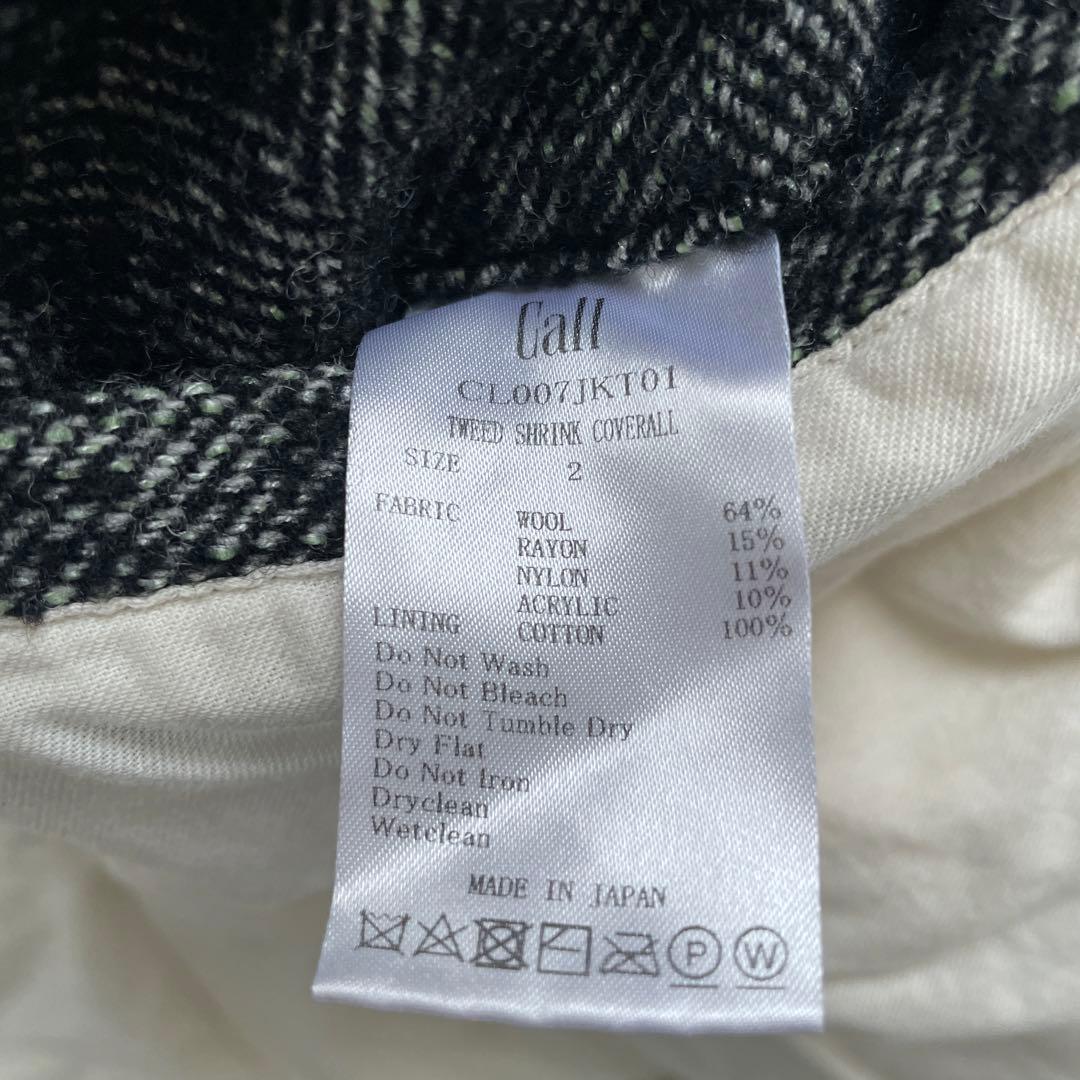 Call
CL007JKT01
TWEED SHRINK COVERALL
SIZE 2
FABRIC WOOL 64%
RAYON 15%
NYLON 11%
ACRYLIC 10%
LINING COTTON 100%
Do Not Wash
Do Not Bleach
Do Not Tumble Dry
Dry Flat
Do Not Iron
Dryclean
Wetclean
MADE IN JAPAN
P W